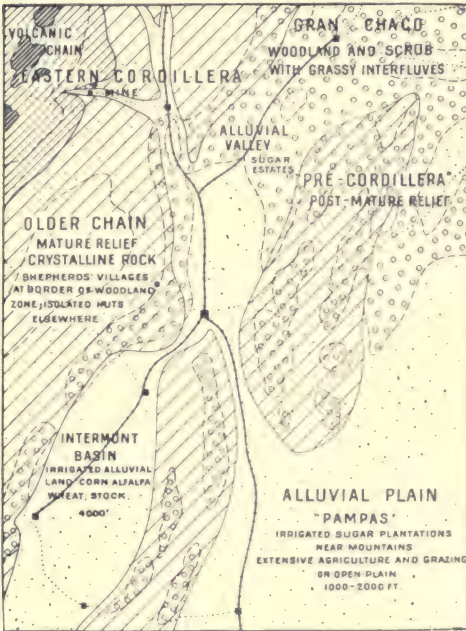 VOLCANIC
CHAIN
GRAN CHACO
WOODLAND AND SCRUB
WITH GRASSY INTERFLUVES
EASTERN CORDILLERA
MINE
ALLUVIAL
VALLEY
SUGAR
ESTATES
"PRE-CORDILLERA"
POST-MATURE RELIEF
OLDER CHAIN
MATURE RELIEF
CRYSTALLINE ROCK
SHEPHERDS' VILLAGES
AT BORDER OF WOODLAND
ZONE; ISOLATED HUTS
ELSEWHERE
INTERMONT
BASIN
IRRIGATED ALLUVIAL
LAND, CORN, ALFALFA
WHEAT, STOCK.
4000'
ALLUVIAL PLAIN
"PAMPAS"
IRRIGATED SUGAR PLANTATIONS
NEAR MOUNTAINS
EXTENSIVE AGRICULTURE AND GRAZING
ON OPEN PLAIN
1000-2000 FT.